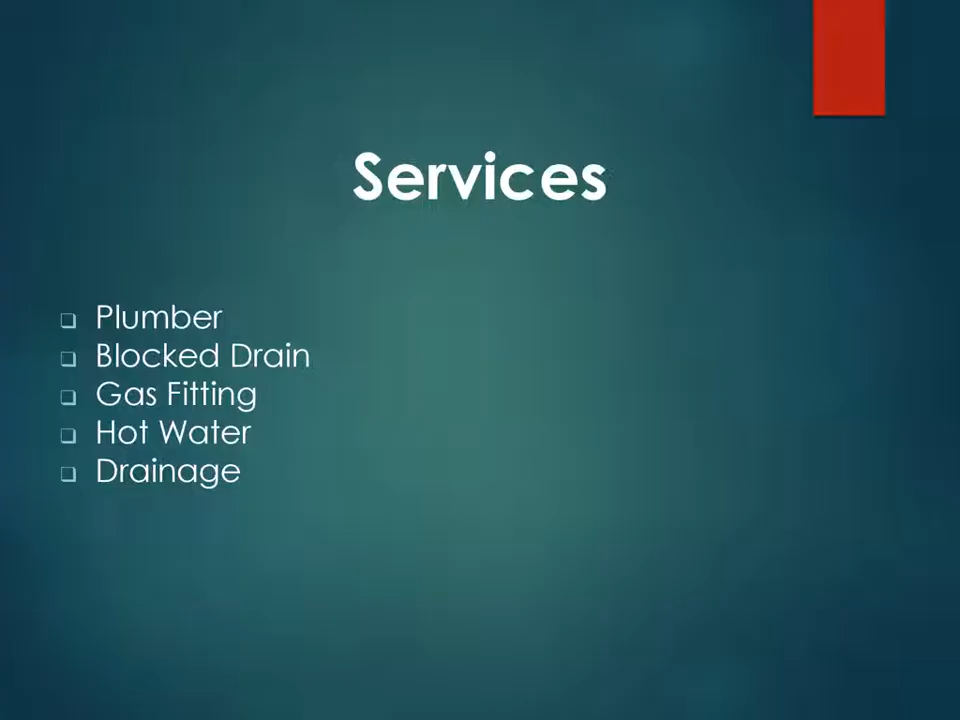 Services
Plumber
Blocked Drain
Gas Fitting
Hot Water
Drainage